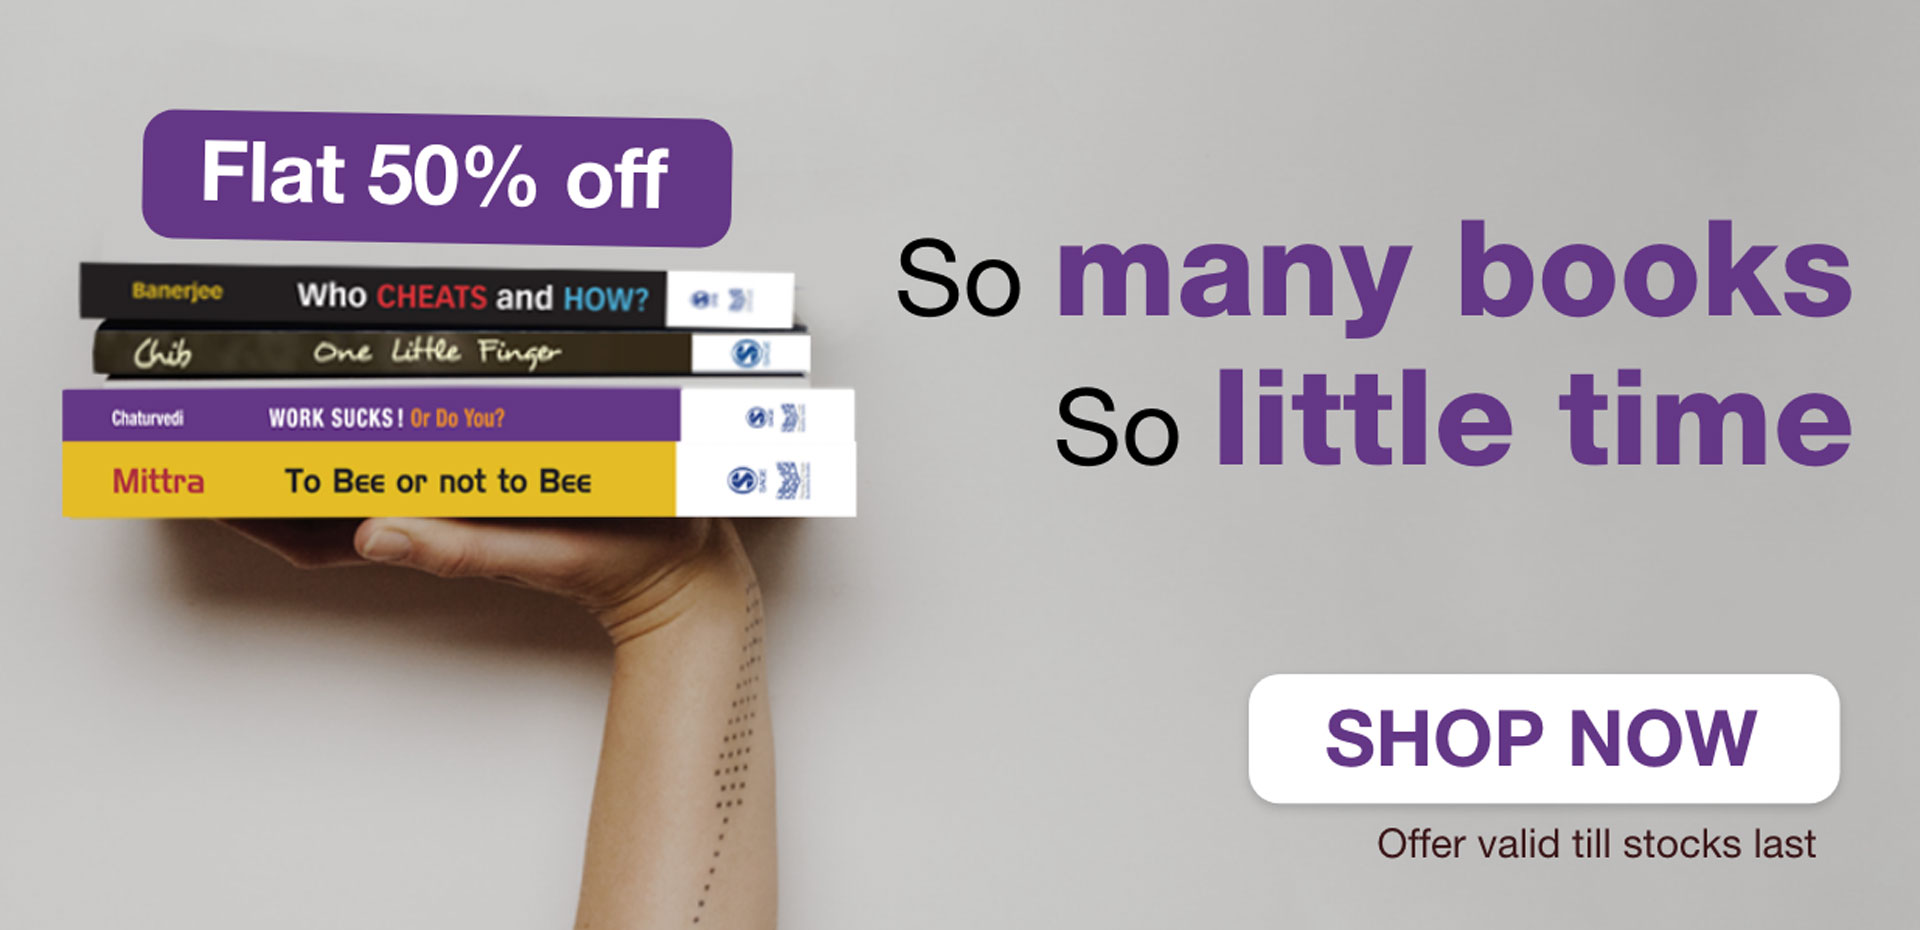 Flat 50% off
Banerjee Who CHEATS and HOW?
Chib One Little Finger
SAGE
Chaturvedi WORK SUCKS! Or Do You?
Mittra To Bee or not to Bee
SAGE
So many books
So little time
SHOP NOW
Offer valid till stocks last